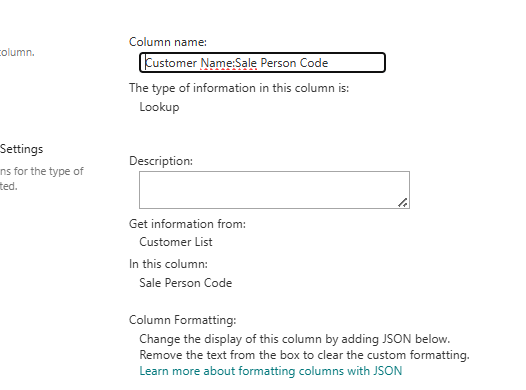 Column name:
olumn.
Customer Name:Sale Person Code
The type of information in this column is:
Lookup
Settings
Description:
ns for the type of
ted.
Get information from:
Customer List
In this column:
Sale Person Code
Column Formatting:
Change the display of this column by adding JSON below.
Remove the text from the box to clear the custom formatting.
Learn more about formatting columns with JSON